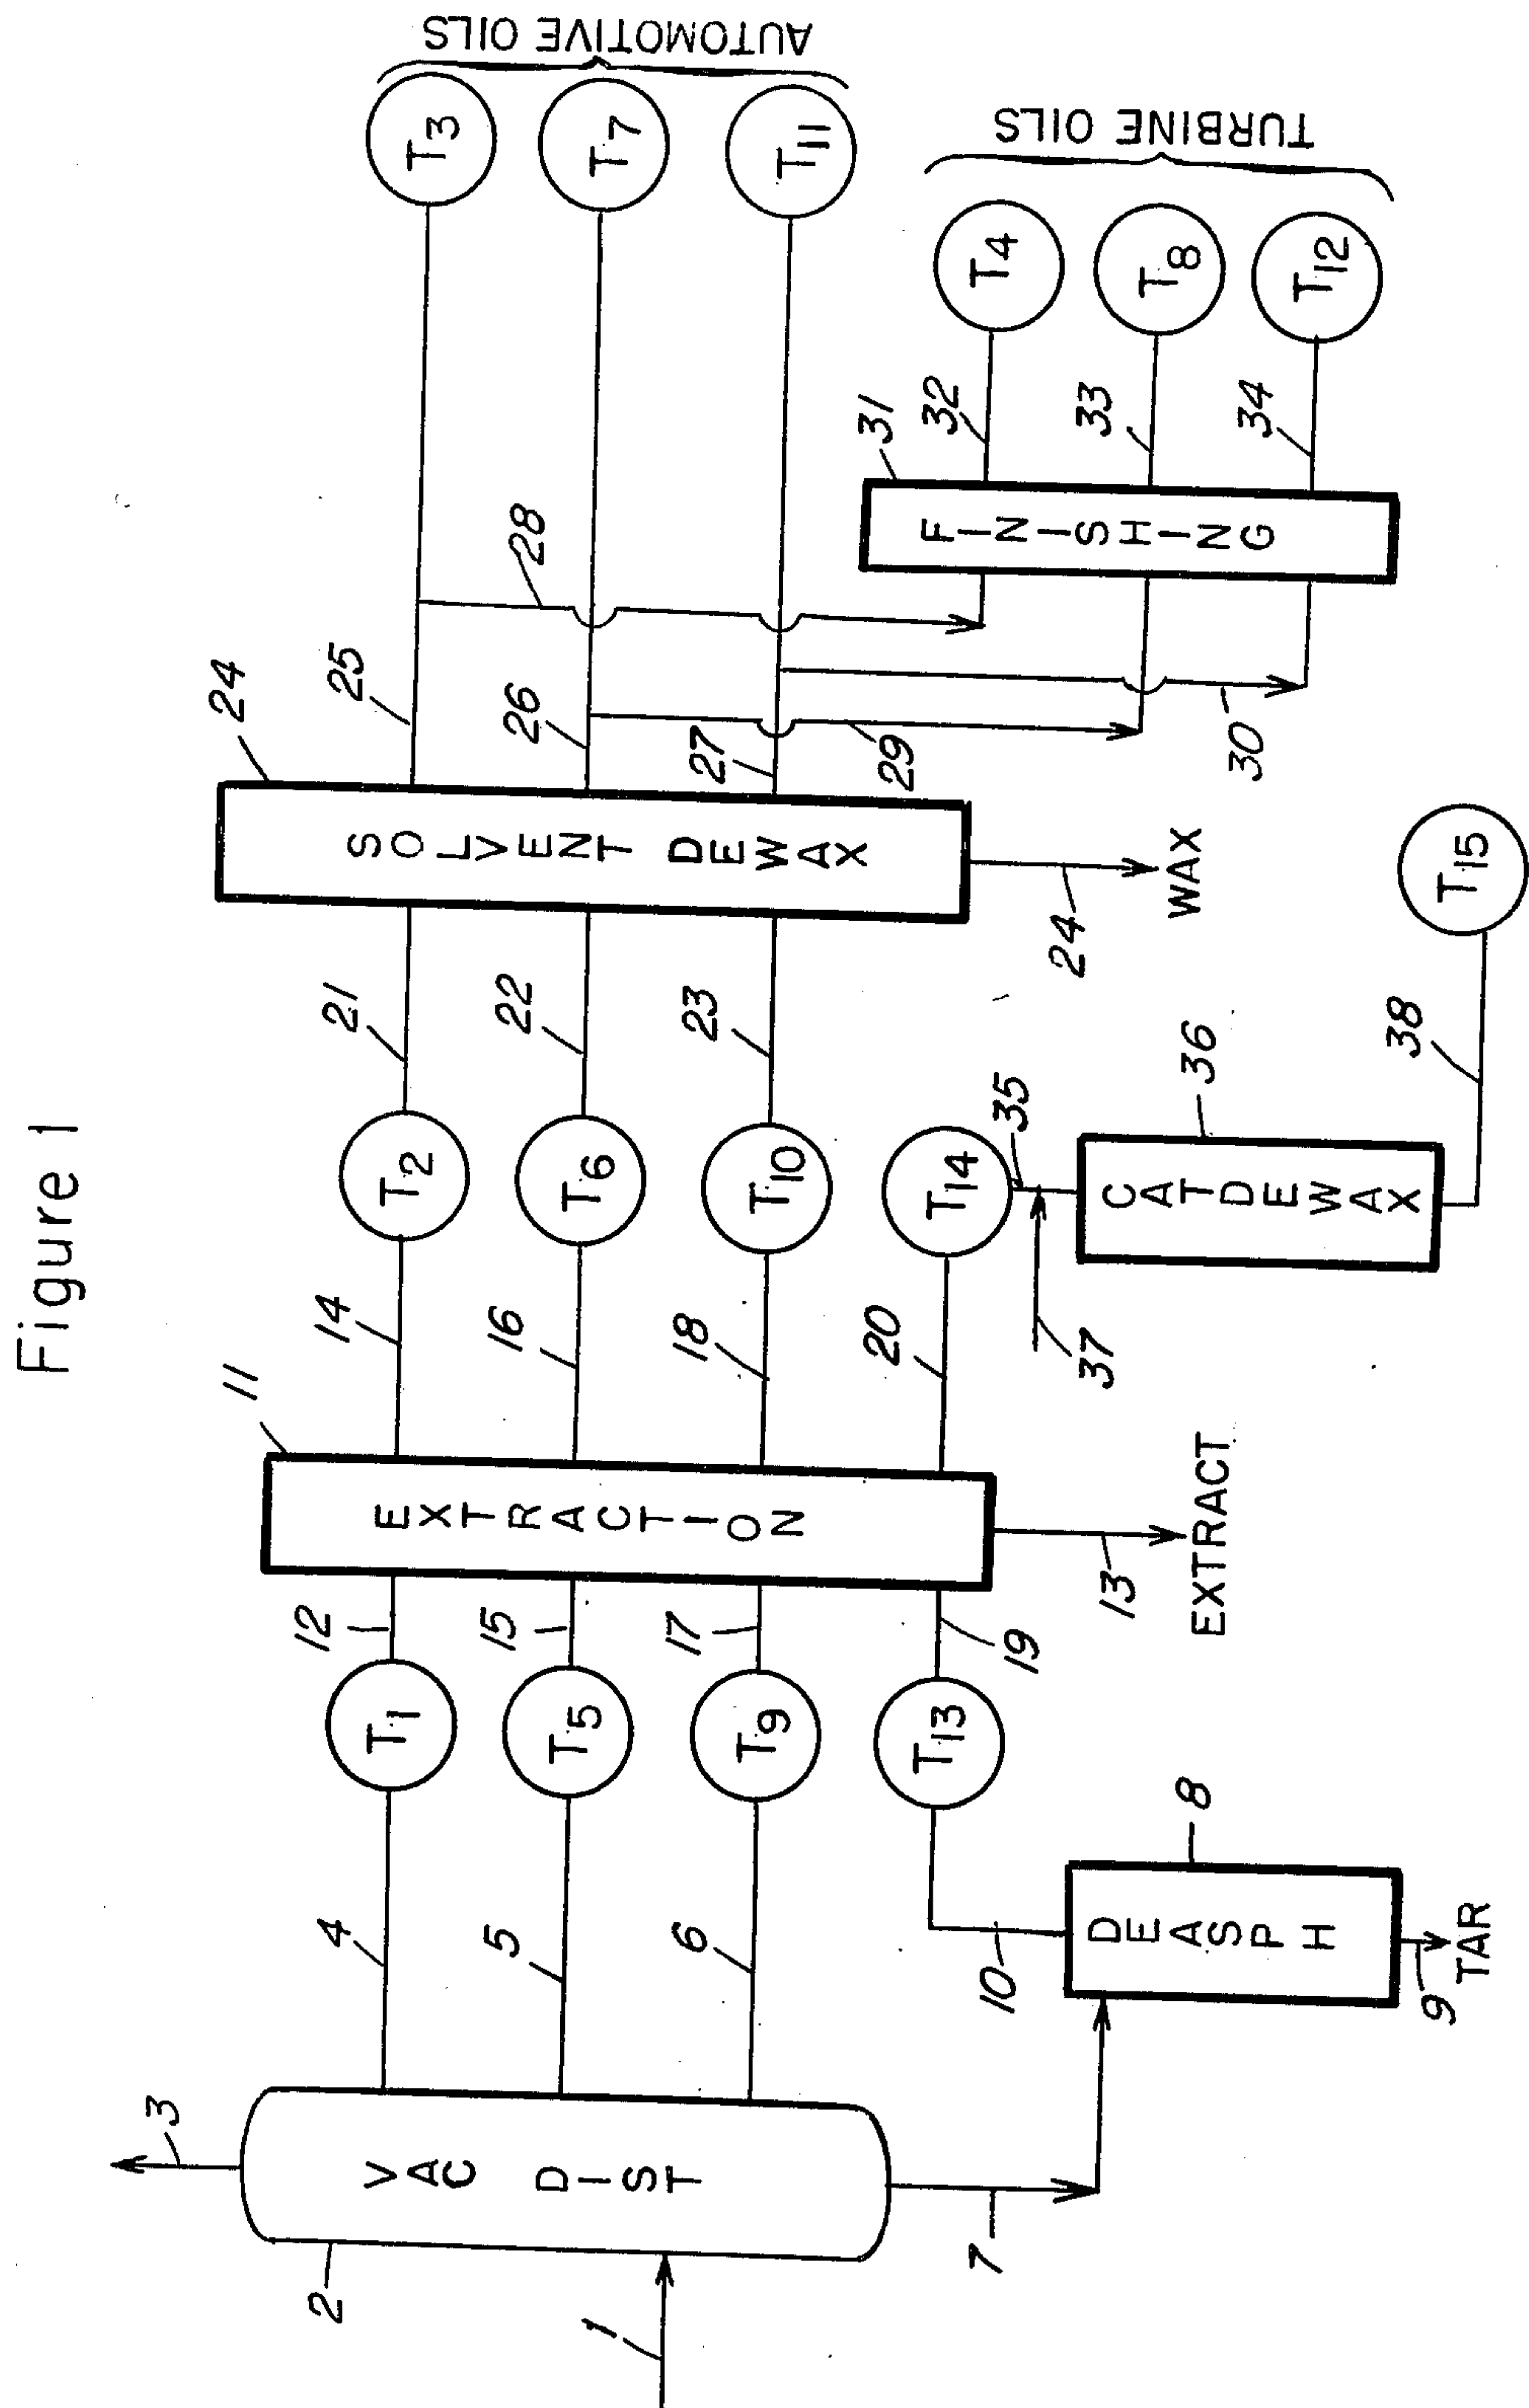 Figure 1
1
2
VAC DIST
3
4
5
6
7
DEASPH
8
9
TAR
10
T1
T5
T9
T13
12
15
17
19
11
EXTRACTION
13
EXTRACT
14
16
18
20
T2
T6
T10
T14
21
22
23
35
37
36
CAT DEWAX
38
T15
24
SOLVENT DEWAX
24
WAX
25
26
27
28
29
30
31
FINISHING
32
33
34
T3
T7
T11
AUTOMOTIVE OILS
T4
T8
T12
TURBINE OILS